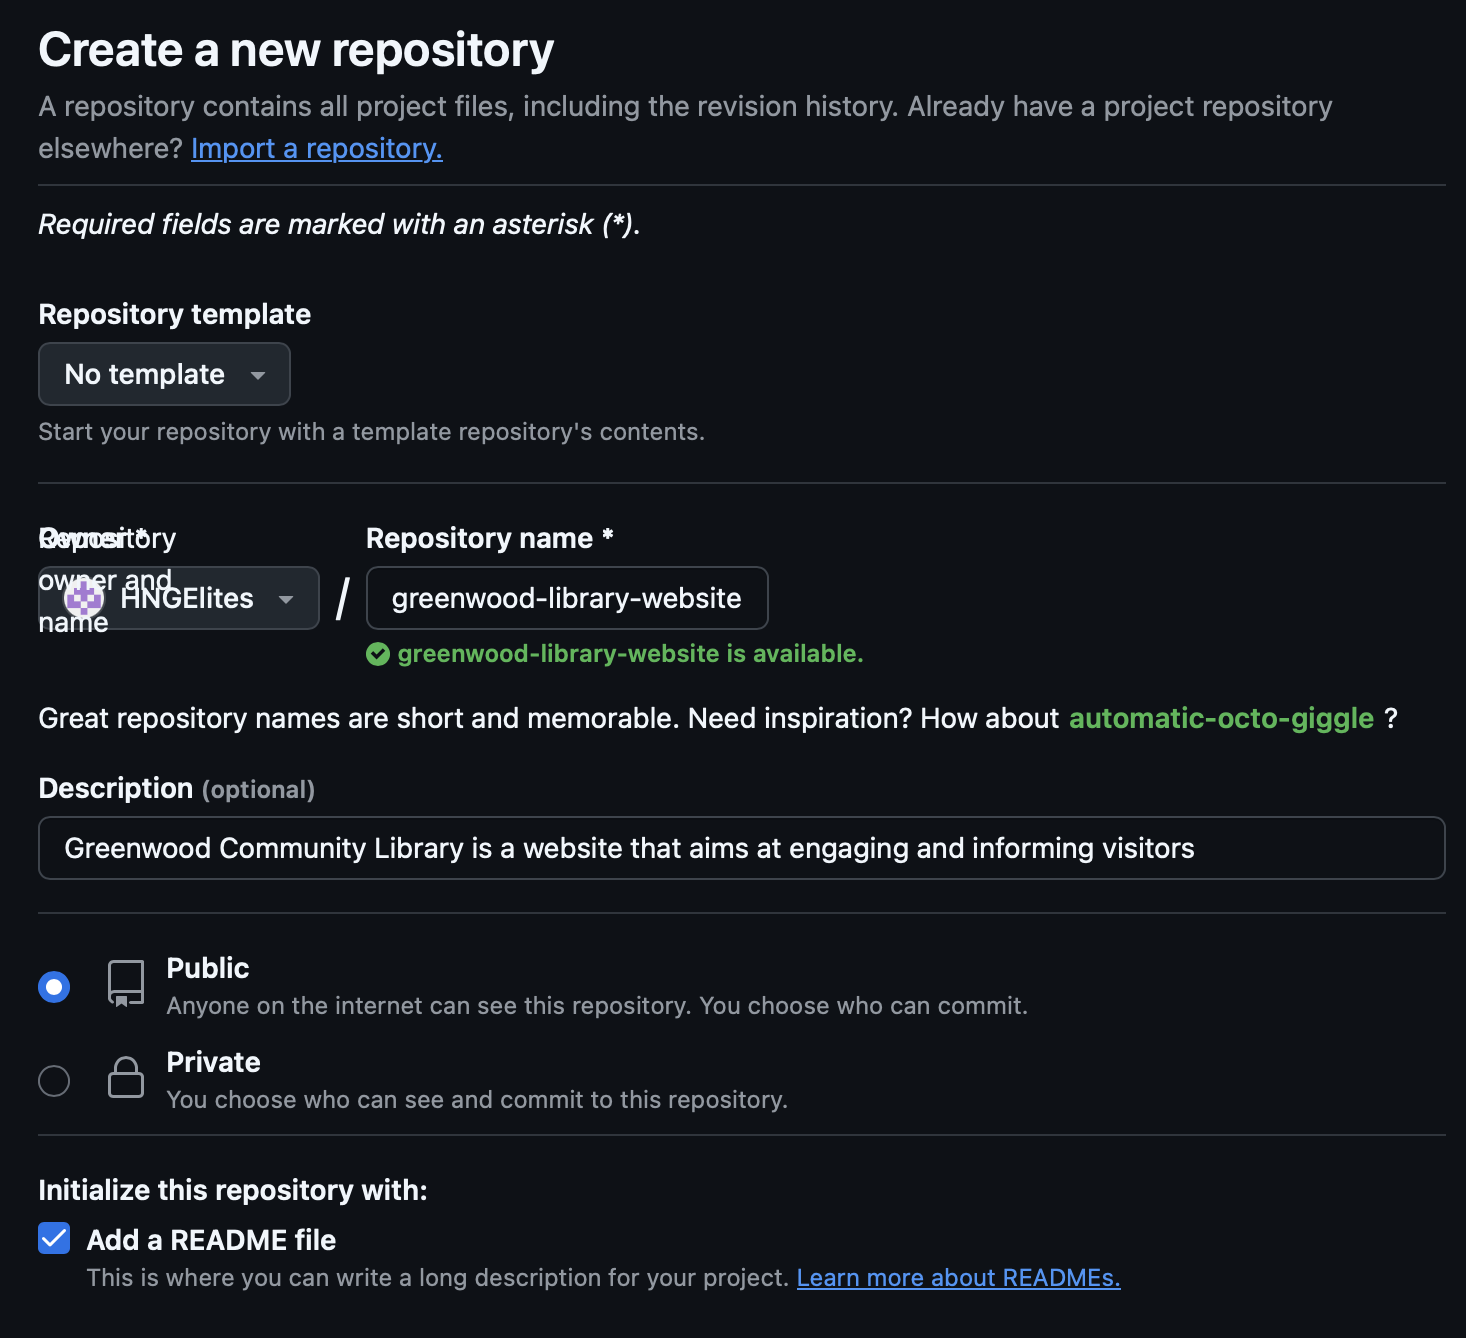 Create a new repository
A repository contains all project files, including the revision history. Already have a project repository
elsewhere? Import a repository.
Required fields are marked with an asterisk (*).
Repository template
No template
Start your repository with a template repository's contents.
Owner *
Repository
owner and
name
HNGElites
/
Repository name *
greenwood-library-website
greenwood-library-website is available.
Great repository names are short and memorable. Need inspiration? How about automatic-octo-giggle ?
Description (optional)
Greenwood Community Library is a website that aims at engaging and informing visitors
Public
Anyone on the internet can see this repository. You choose who can commit.
Private
You choose who can see and commit to this repository.
Initialize this repository with:
Add a README file
This is where you can write a long description for your project. Learn more about READMEs.